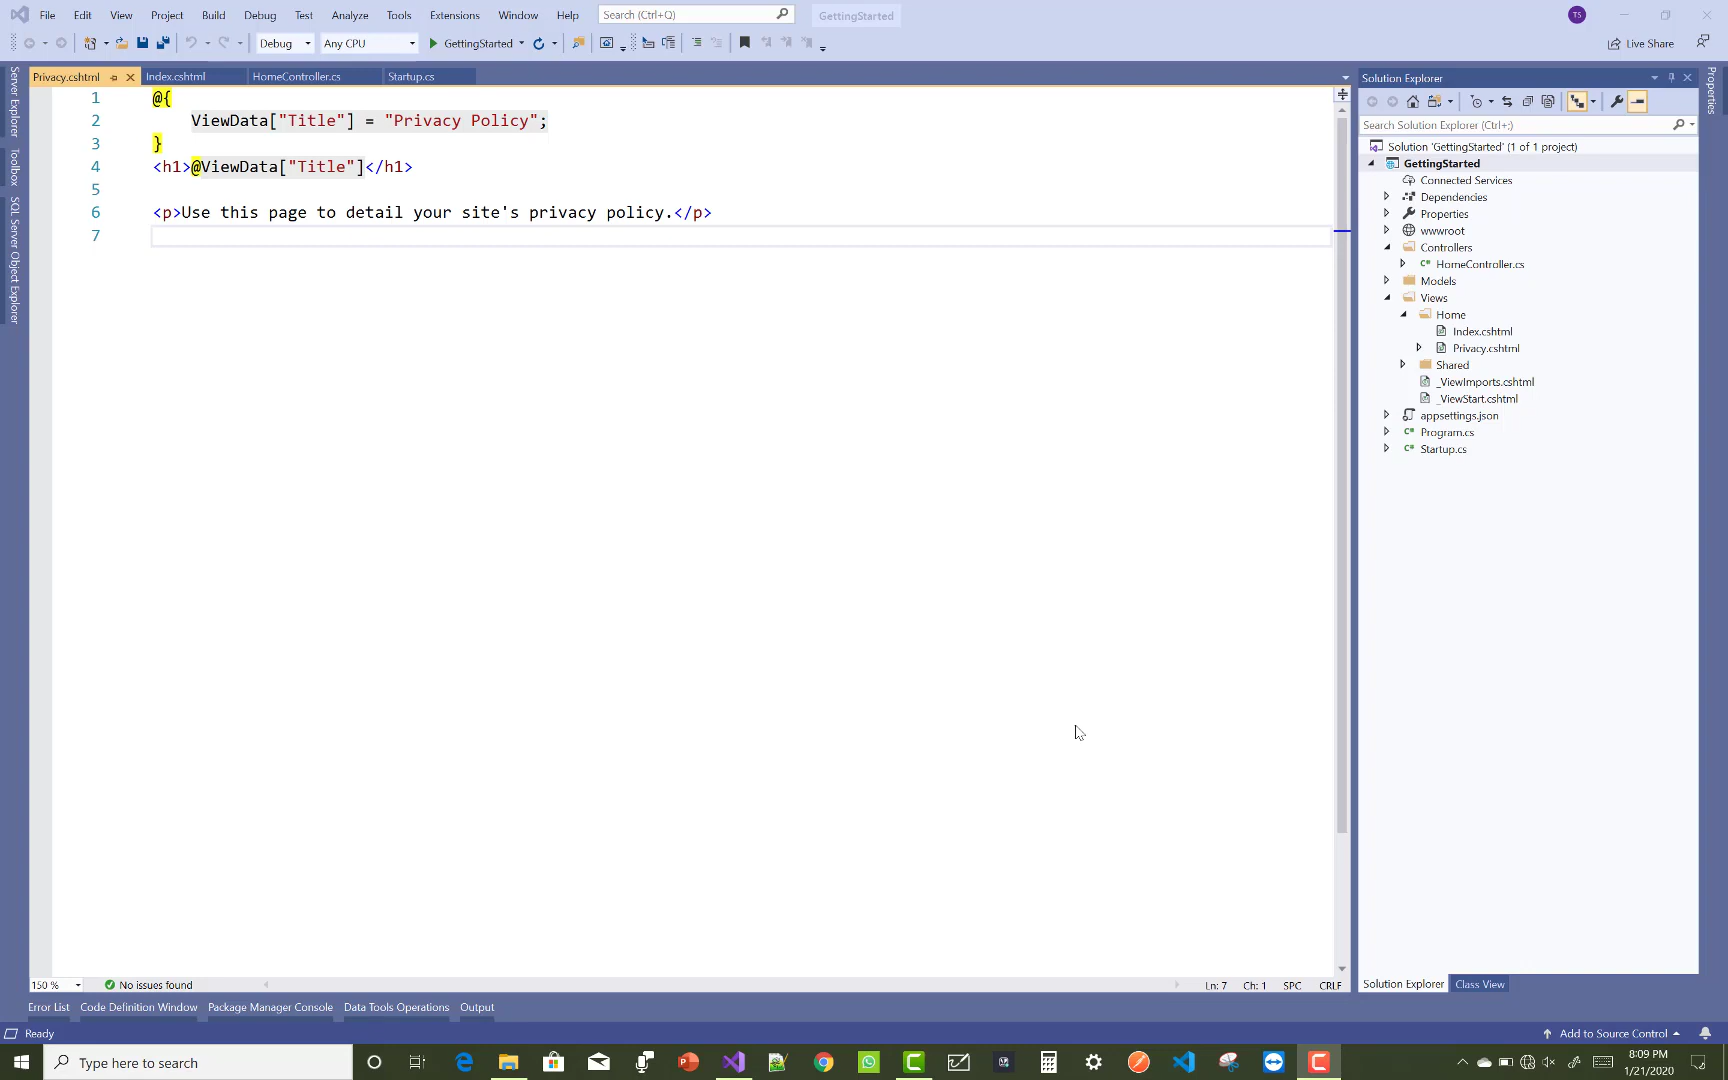 File Edit View Project Build Debug Test Analyze Tools Extensions Window Help Search (Ctrl+Q) GettingStarted TS
Debug Any CPU GettingStarted Live Share
Server Explorer
Toolbox
SQL Server Object Explorer
Privacy.cshtml Index.cshtml HomeController.cs Startup.cs
1 @{
2 ViewData["Title"] = "Privacy Policy";
3 }
4 <h1>@ViewData["Title"]</h1>
5
6 <p>Use this page to detail your site's privacy policy.</p>
7
150 % No issues found Ln: 7 Ch: 1 SPC CRLF
Solution Explorer
Search Solution Explorer (Ctrl+;)
Solution 'GettingStarted' (1 of 1 project)
GettingStarted
Connected Services
Dependencies
Properties
wwwroot
Controllers
C# HomeController.cs
Models
Views
Home
Index.cshtml
Privacy.cshtml
Shared
_ViewImports.cshtml
_ViewStart.cshtml
appsettings.json
C# Program.cs
C# Startup.cs
Solution Explorer Class View
Properties
Error List Code Definition Window Package Manager Console Data Tools Operations Output
Ready Add to Source Control
Type here to search
8:09 PM
1/21/2020